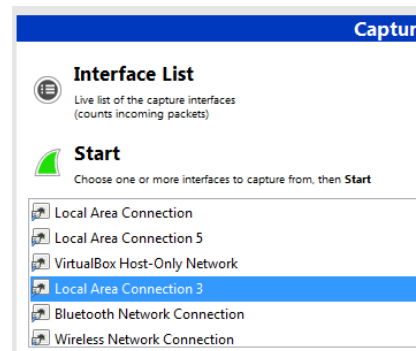 Captur
Interface List
Live list of the capture interfaces
(counts incoming packets)
Start
Choose one or more interfaces to capture from, then Start
Local Area Connection
Local Area Connection 5
VirtualBox Host-Only Network
Local Area Connection 3
Bluetooth Network Connection
Wireless Network Connection